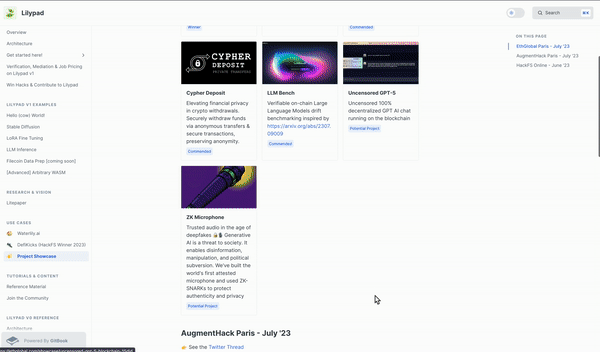 Lilypad
Search
⌘K
Overview
Architecture
Get started here!
Verification, Mediation & Job Pricing
on Lilypad v1
Win Hacks & Contribute to Lilypad
LILYPAD V1 EXAMPLES
Hello (cow) World!
Stable Diffusion
LoRA Fine Tuning
LLM Inference
Filecoin Data Prep [coming soon]
[Advanced] Arbitrary WASM
RESEARCH & VISION
Litepaper
USE CASES
Waterlily.ai
DefiKicks (HackFS Winner 2023)
Project Showcase
TUTORIALS & CONTENT
Reference Material
Join the Community
LILYPAD V0 REFERENCE
Architecture
Powered By GitBook
Winner
Commended
CYPHER
DEPOSIT
PRIVATE TRANSFERS
Cypher Deposit
Elevating financial privacy
in crypto withdrawals.
Securely withdraw funds
via anonymous transfers &
secure transactions,
preserving anonymity.
Commended
LLM Bench
Verifiable on-chain Large
Language Models drift
benchmarking inspired by
https://arxiv.org/abs/2307.
09009
Commended
Uncensored GPT-5
Uncensored 100%
decentralized GPT AI chat
running on the blockchain
Potential Project
ZK Microphone
Trusted audio in the age of
deepfakes
Generative
AI is a threat to society. It
enables disinformation,
manipulation, and political
subversion. We've built the
world's first attested
microphone and used ZK-
SNARKs to protect
authenticity and privacy
Potential Project
AugmentHack Paris - July '23
👉 See the Twitter Thread
ON THIS PAGE
EthGlobal Paris - July '23
AugmentHack Paris - July '23
HackFS Online - June '23